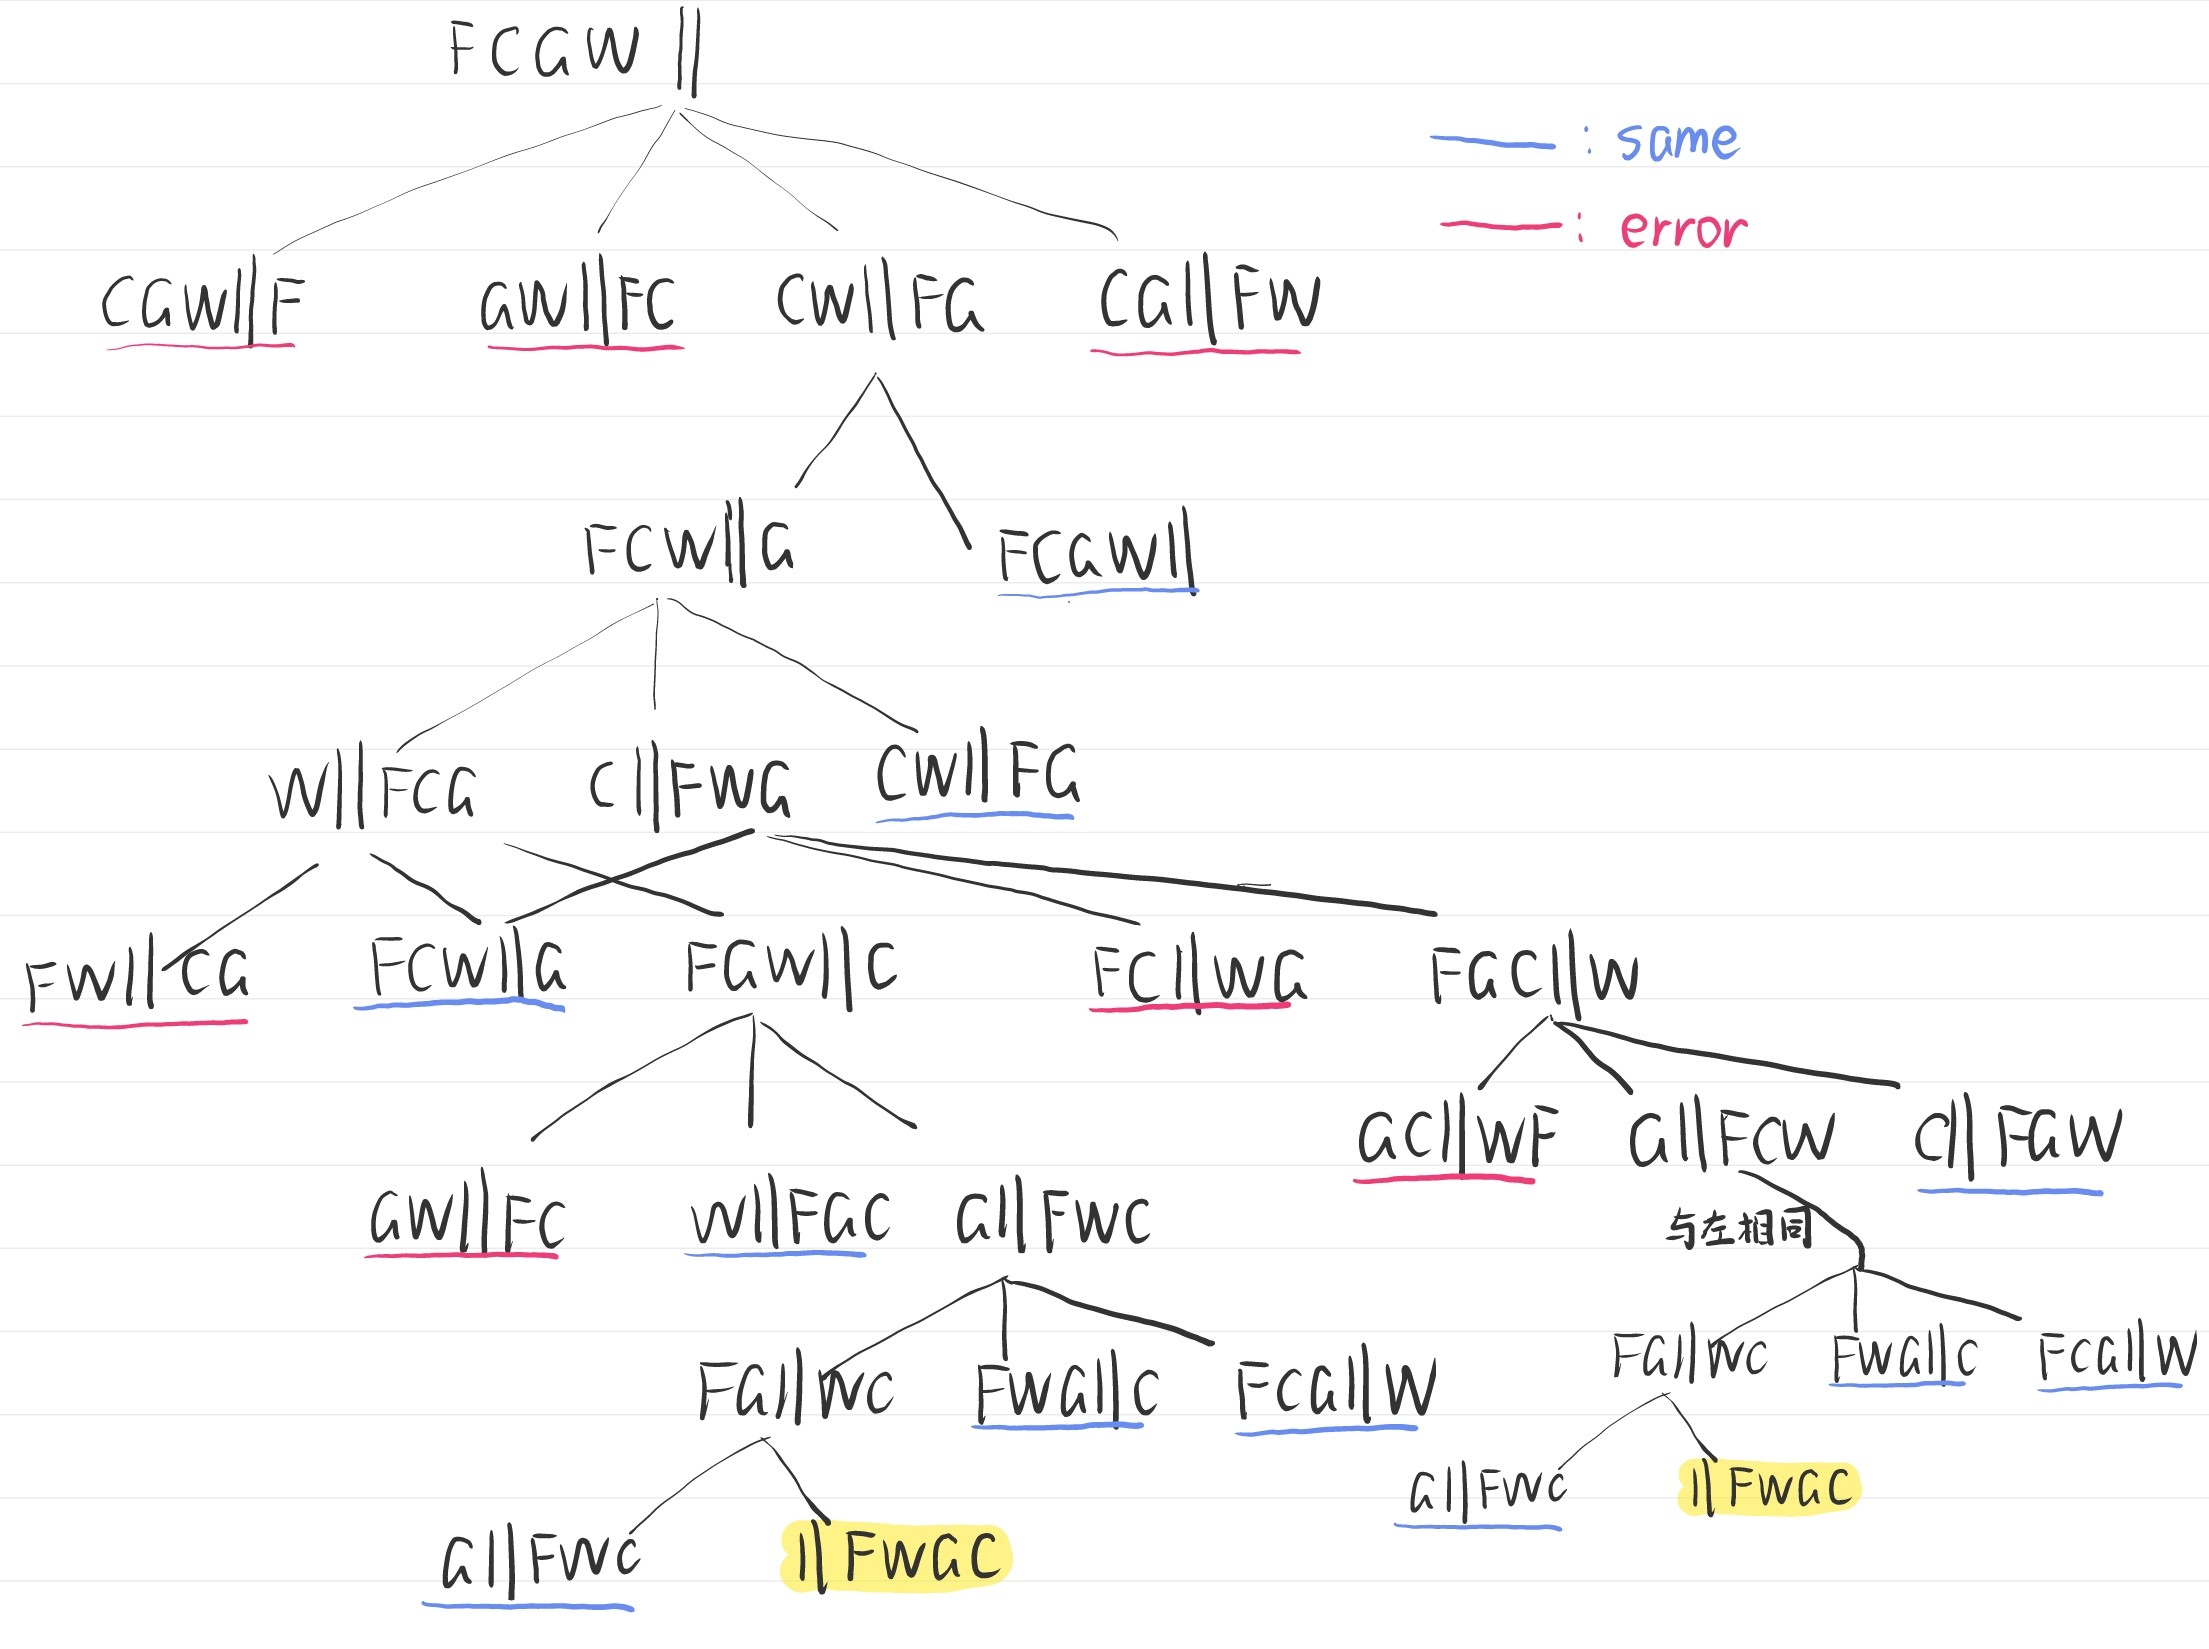 FCGW ||
: same
: error
CGW||F GW||FC CW||FG CG||FW
FCW||G FCGW||
W||FCG C||FWG CW||FG
FW||CG FCW||G FGW||C FC||WG FGC||W
GC||WF G||FCW C||FGW
GW||FC W||FGC G||FWC
与左相同
FG||WC FWG||C FCG||W
FG||WC FWG||C FCG||W
G||FWC ||FWGC
G||FWC ||FWGC